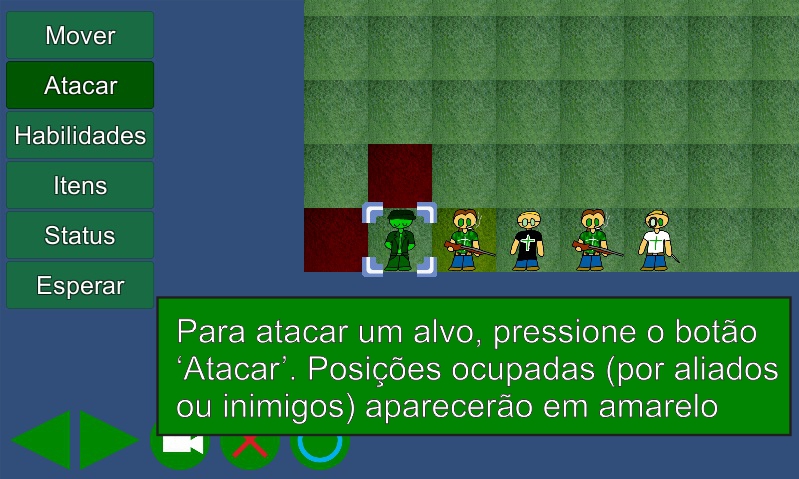 Mover
Atacar
Habilidades
Itens
Status
Esperar
Para atacar um alvo, pressione o botão
‘Atacar’. Posições ocupadas (por aliados
ou inimigos) aparecerão em amarelo